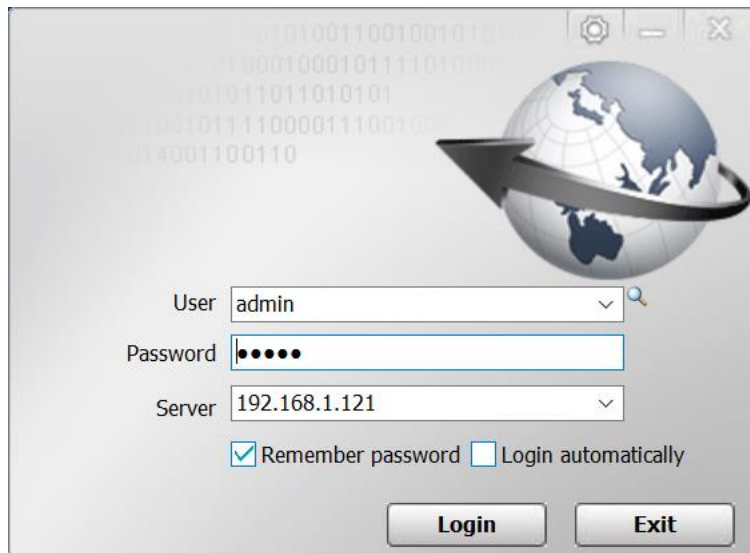 User admin
Password •••••
Server 192.168.1.121
Remember password Login automatically
Login Exit